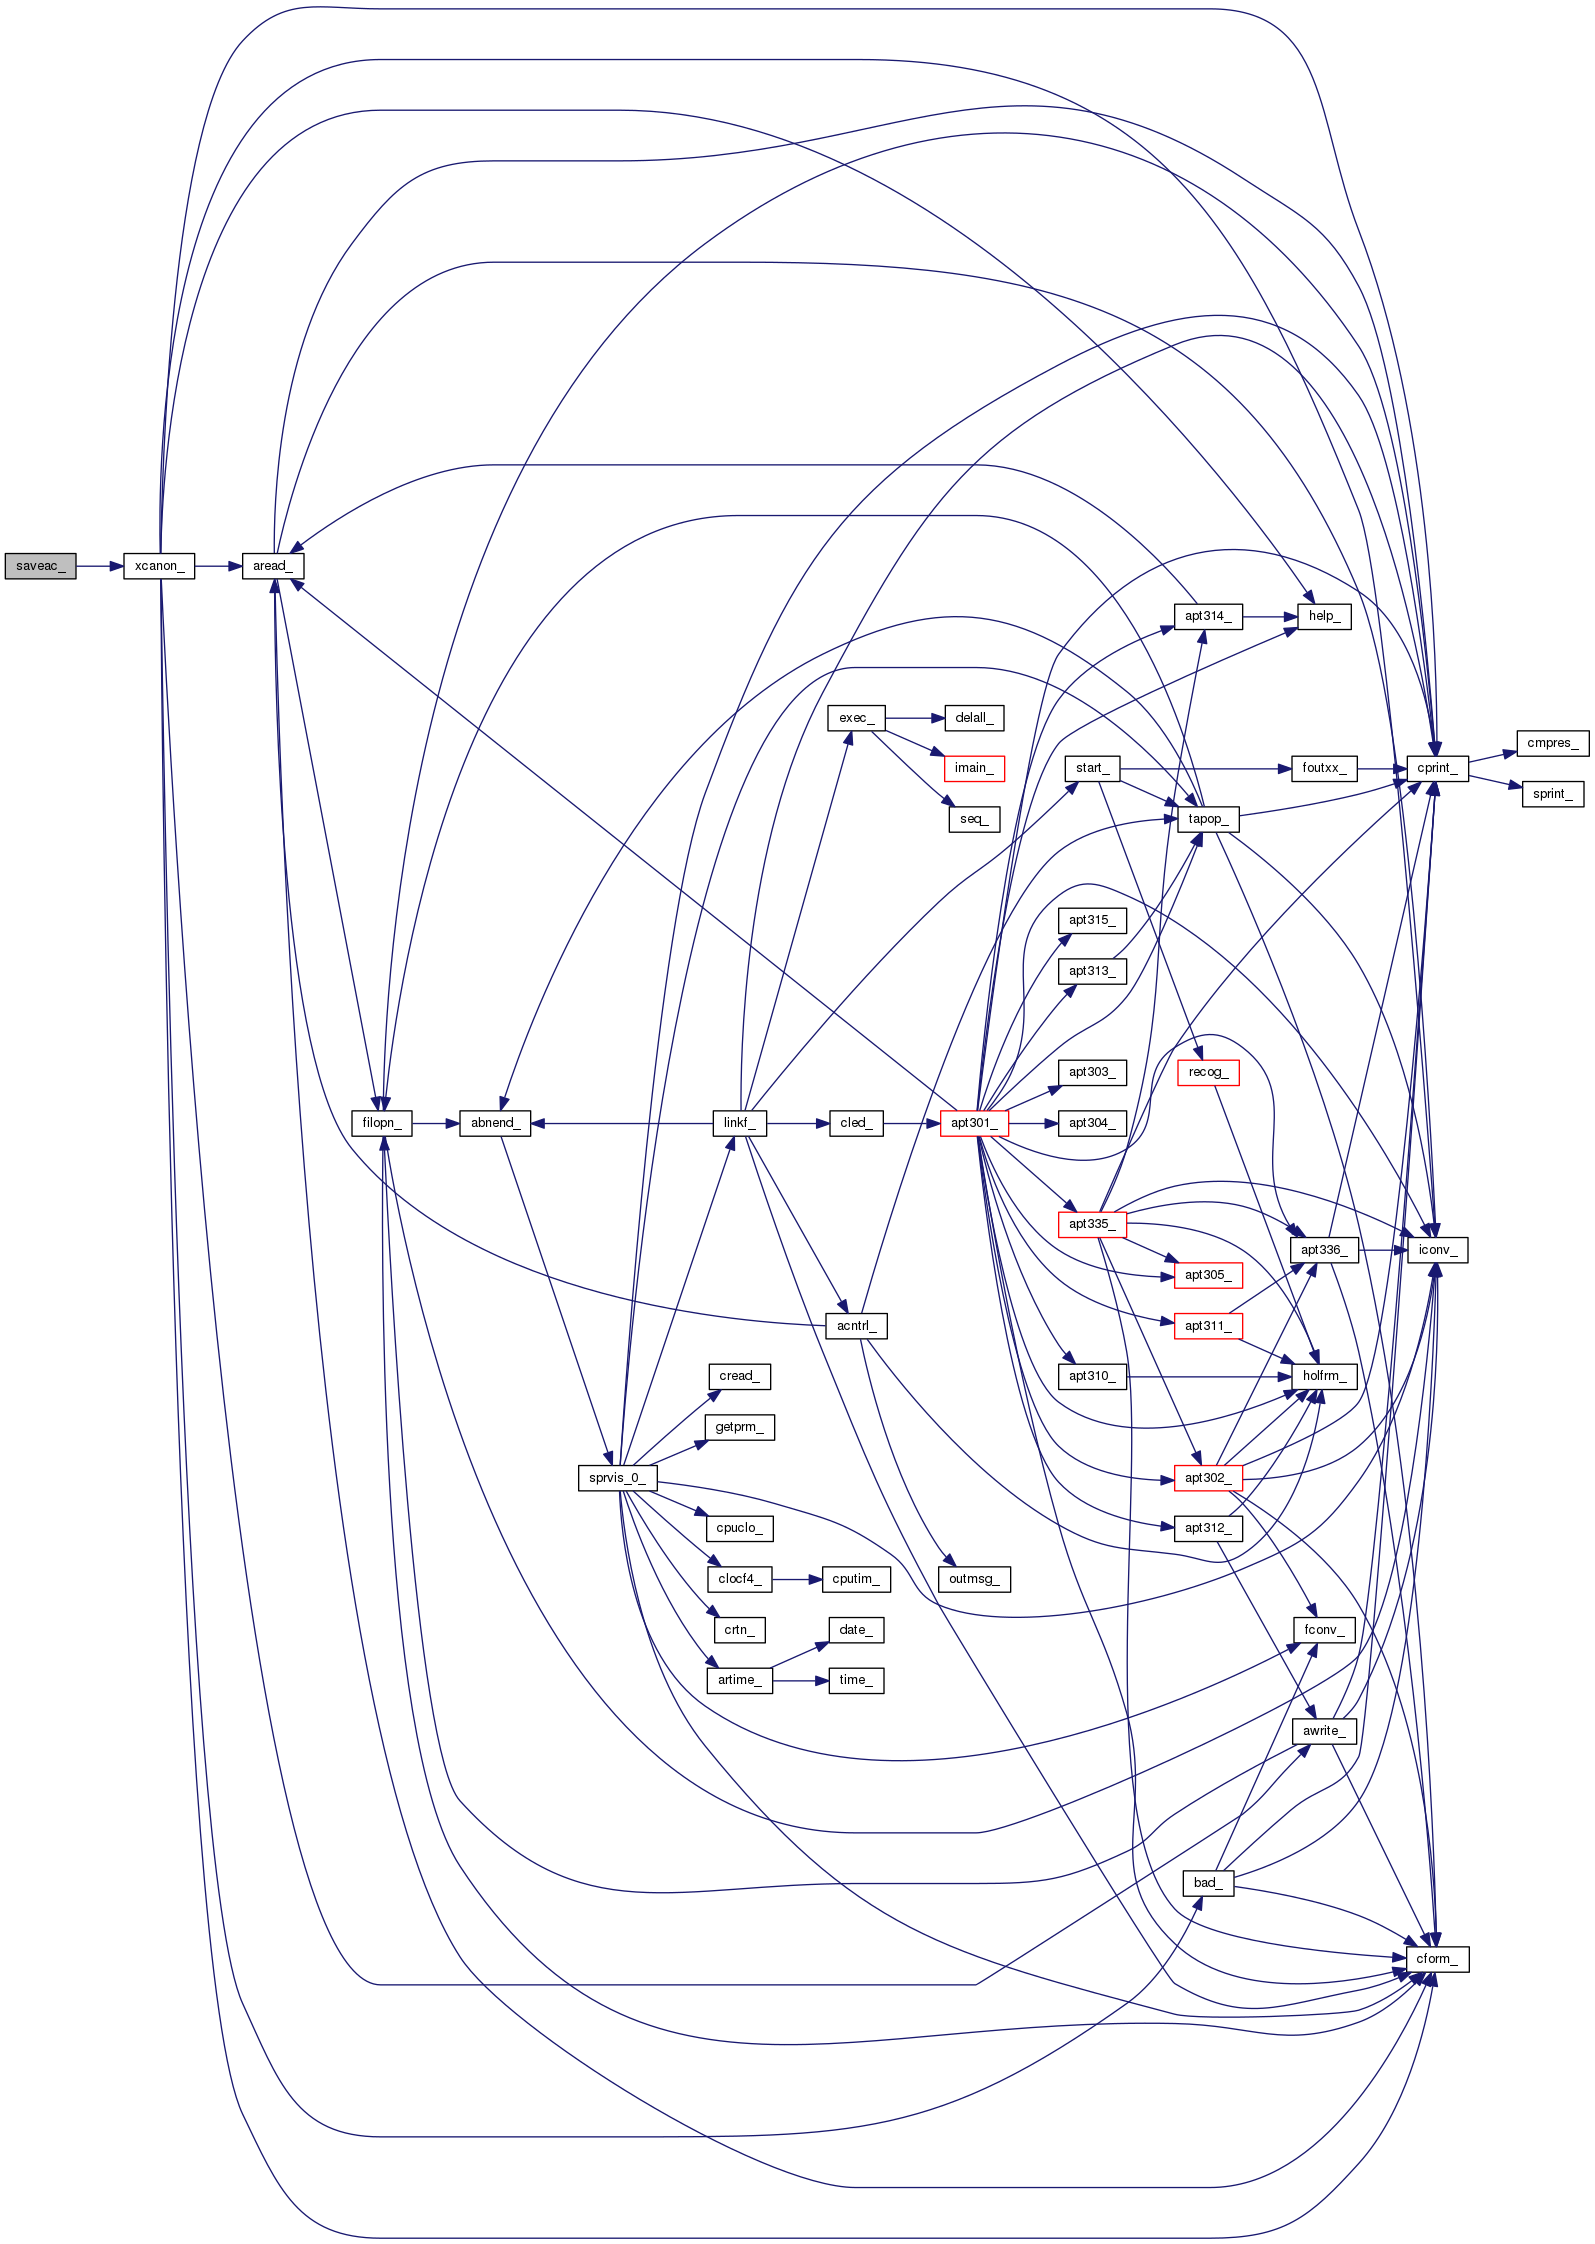 saveac_
xcanon_
aread_
filopn_
abnend_
sprvis_0_
linkf_
cread_
getprm_
cpuclo_
clocf4_
crtn_
artime_
exec_
cled_
acntrl_
cputim_
date_
time_
delall_
imain_
seq_
apt301_
outmsg_
start_
apt315_
apt313_
apt303_
apt304_
apt335_
apt310_
apt314_
tapop_
recog_
apt305_
apt311_
apt302_
apt312_
bad_
help_
foutxx_
apt336_
holfrm_
fconv_
awrite_
cprint_
iconv_
cform_
cmpres_
sprint_